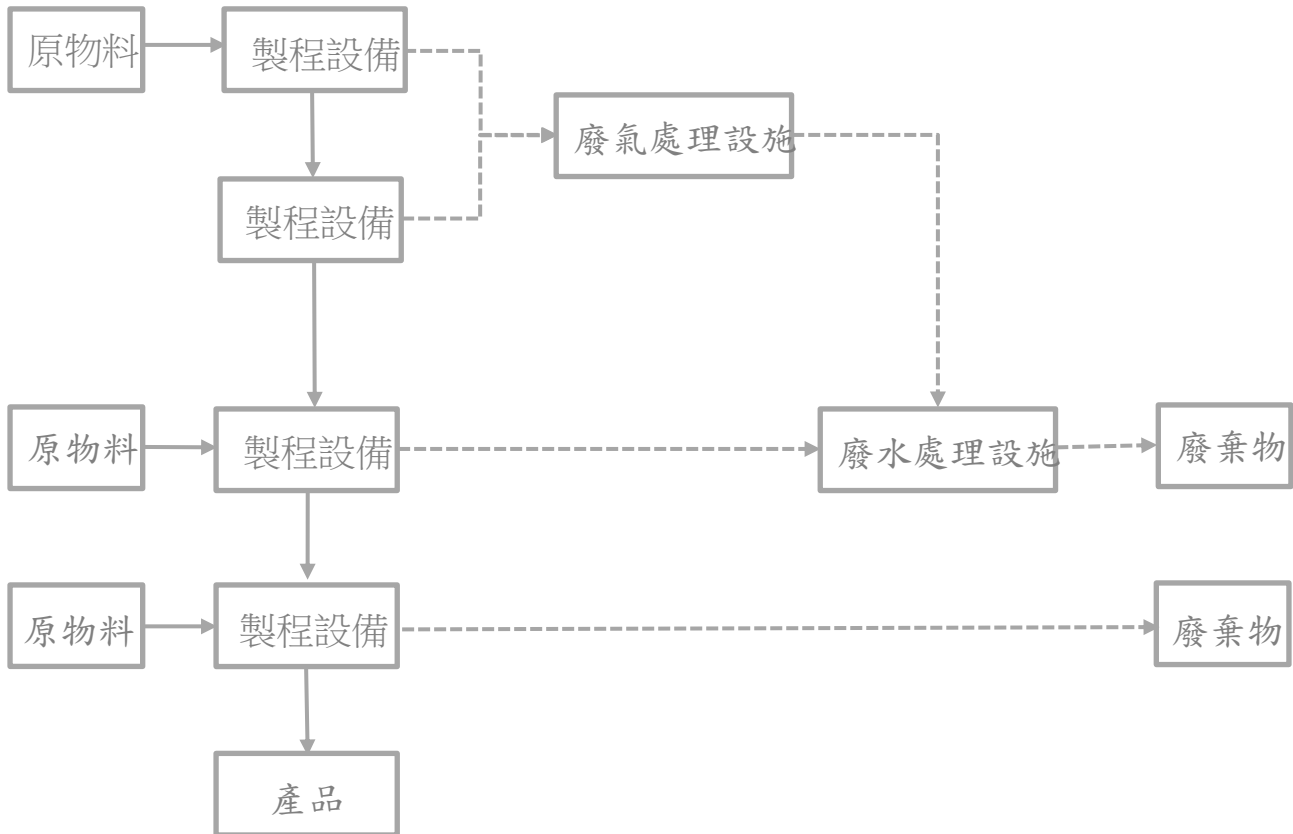 原物料
製程設備
廢氣處理設施
製程設備
原物料
製程設備
廢水處理設施
廢棄物
原物料
製程設備
廢棄物
產品